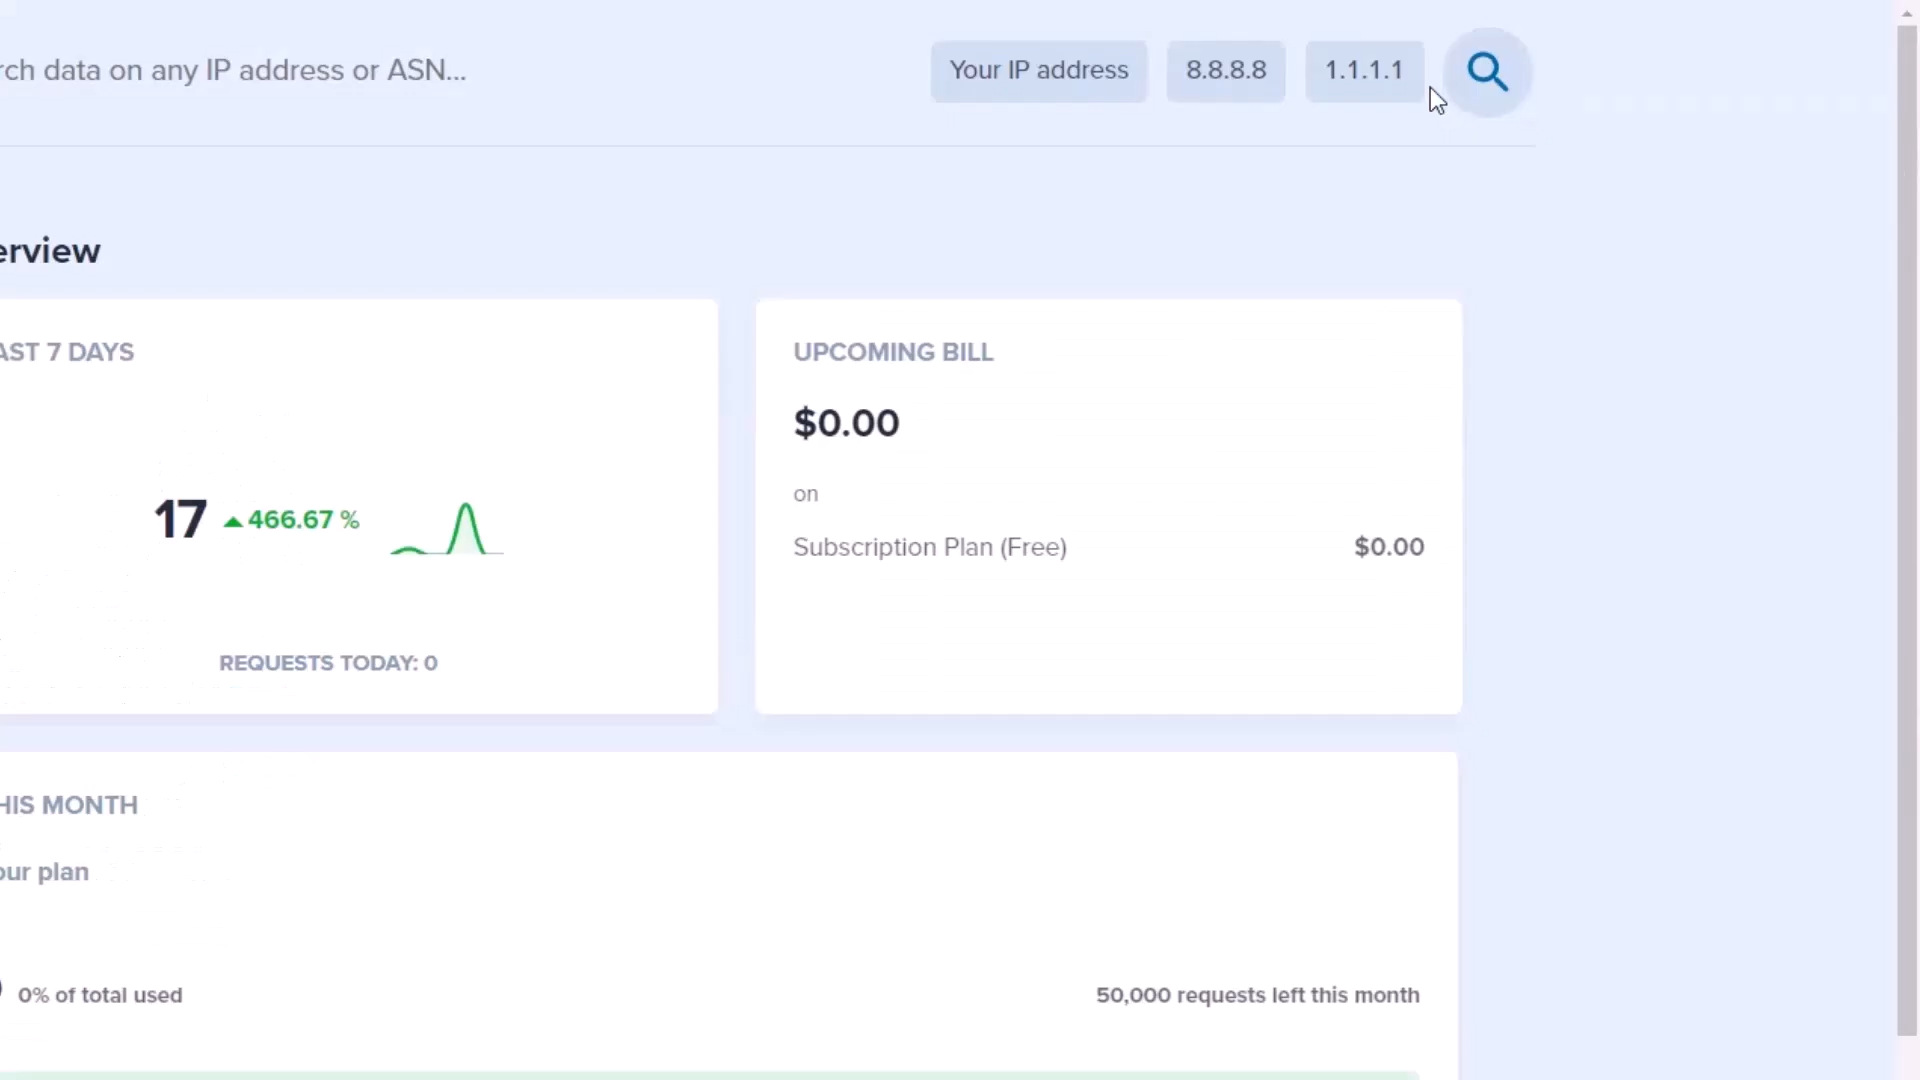 rch data on any IP address or ASN...
Your IP address
8.8.8.8
1.1.1.1
erview
AST 7 DAYS
17
466.67 %
REQUESTS TODAY: 0
UPCOMING BILL
$0.00
on
Subscription Plan (Free)
$0.00
HIS MONTH
our plan
0% of total used
50,000 requests left this month